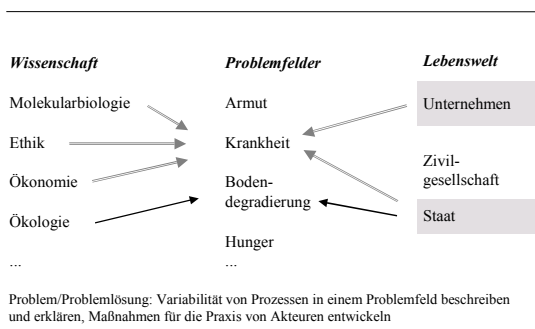 Wissenschaft
Problemfelder
Lebenswelt
Molekularbiologie
Armut
Unternehmen
Ethik
Krankheit
Zivil-
gesellschaft
Ökonomie
Boden-
degradierung
Ökologie
Staat
Hunger
...
...
Problem/Problemlösung: Variabilität von Prozessen in einem Problemfeld beschreiben
und erklären, Maßnahmen für die Praxis von Akteuren entwickeln